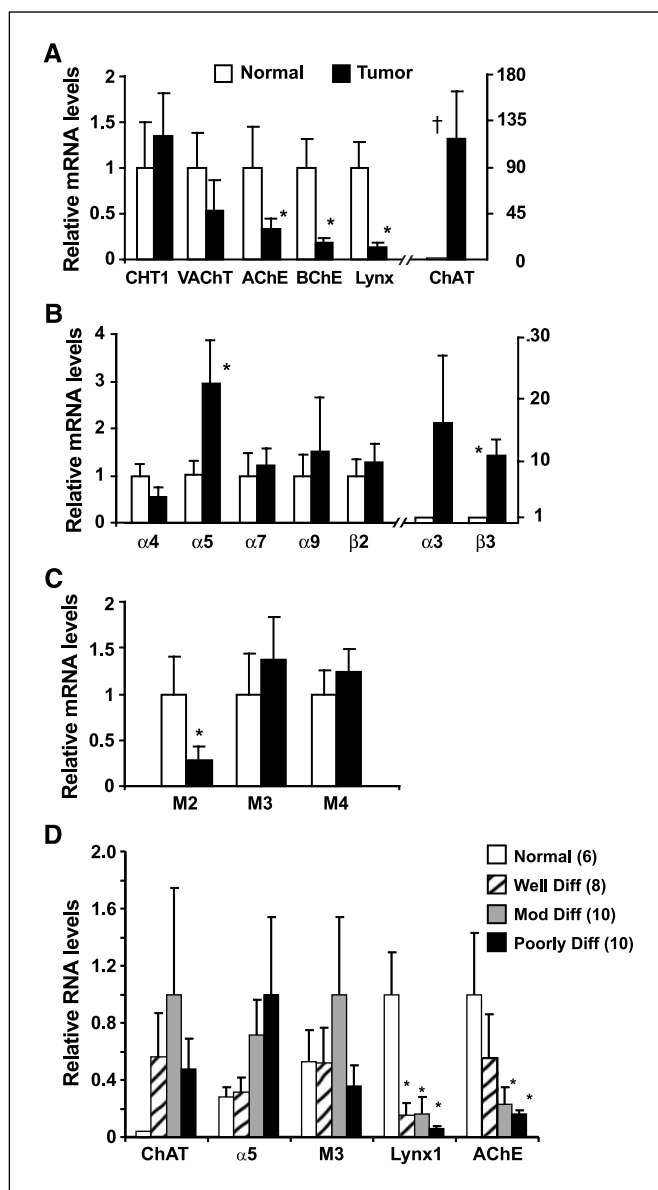 A
Normal Tumor
Relative mRNA levels
2
1.5
1
0.5
0
180
135
90
45
0
†
*
*
*
CHT1 VAChT AChE BChE Lynx ChAT
B
Relative mRNA levels
4
3
2
1
0
30
20
10
1
*
*
α4 α5 α7 α9 β2 α3 β3
C
Relative mRNA levels
2
1.5
1
0.5
0
*
M2 M3 M4
D
Relative RNA levels
2.0
1.6
1.2
0.8
0.4
0
Normal (6)
Well Diff (8)
Mod Diff (10)
Poorly Diff (10)
* * *
* *
ChAT α5 M3 Lynx1 AChE